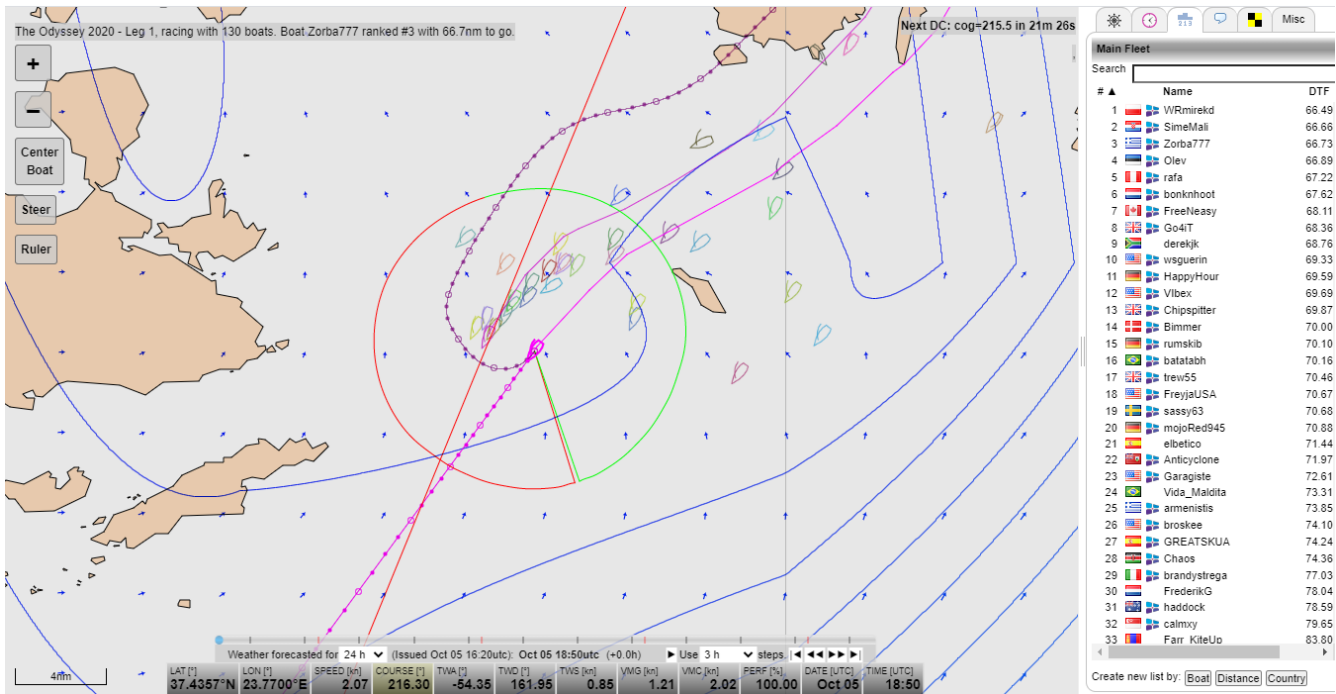 The Odyssey 2020 - Leg 1, racing with 130 boats. Boat Zorba777 ranked #3 with 66.7nm to go.
Next DC: cog=215.5 in 21m 26s
+
−
Center
Boat
Steer
Ruler
4nm
Weather forecasted for 24 h (Issued Oct 05 16:20utc): Oct 05 18:50utc (+0.0h) Use 3 h steps.
LAT [°] LON [°] SPEED [kn] COURSE [°] TWA [°] TWD [°] TWS [kn] VMG [kn] VMC [kn] PERF [%] DATE [UTC] TIME [UTC]
37.4357°N 23.7700°E 2.07 216.30 -54.35 161.95 0.85 1.21 2.02 100.00 Oct 05 18:50
213
Misc
Main Fleet
Search
# ▲ Name DTF
1 WRmirekd 66.49
2 SimeMali 66.66
3 Zorba777 66.73
4 Olev 66.89
5 rafa 67.22
6 bonknhoot 67.62
7 FreeNeasy 68.11
8 Go4iT 68.36
9 derekjk 68.76
10 wsguerin 69.33
11 HappyHour 69.59
12 VIbex 69.69
13 Chipspitter 69.87
14 Bimmer 70.00
15 rumskib 70.10
16 batatabh 70.16
17 trew55 70.46
18 FreyjaUSA 70.67
19 sassy63 70.68
20 mojoRed945 70.88
21 elbetico 71.44
22 Anticyclone 71.97
23 Garagiste 72.61
24 Vida_Maldita 73.31
25 armenistis 73.85
26 broskee 74.10
27 GREATSKUA 74.24
28 Chaos 74.36
29 brandystrega 77.03
30 FrederikG 78.04
31 haddock 78.59
32 calmxy 79.65
33 Farr_KiteUp 83.80
Create new list by: Boat Distance Country